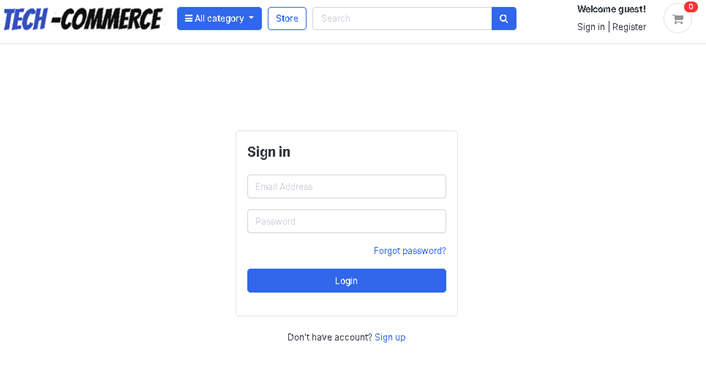 TECH -COMMERCE
All category
Store
Search
Welcome guest!
Sign in | Register
0
Sign in
Email Address
Password
Forgot password?
Login
Don't have account? Sign up